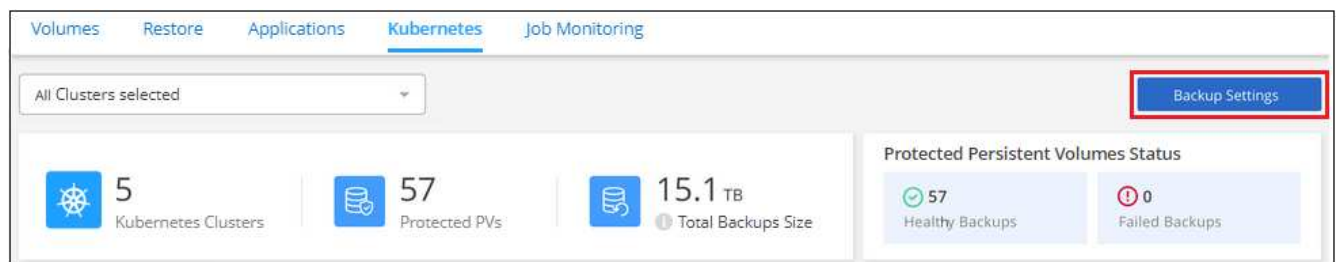 Volumes Restore Applications Kubernetes Job Monitoring
All Clusters selected
Backup Settings
5
Kubernetes Clusters
57
Protected PVs
15.1 TB
Total Backups Size
Protected Persistent Volumes Status
57
Healthy Backups
0
Failed Backups